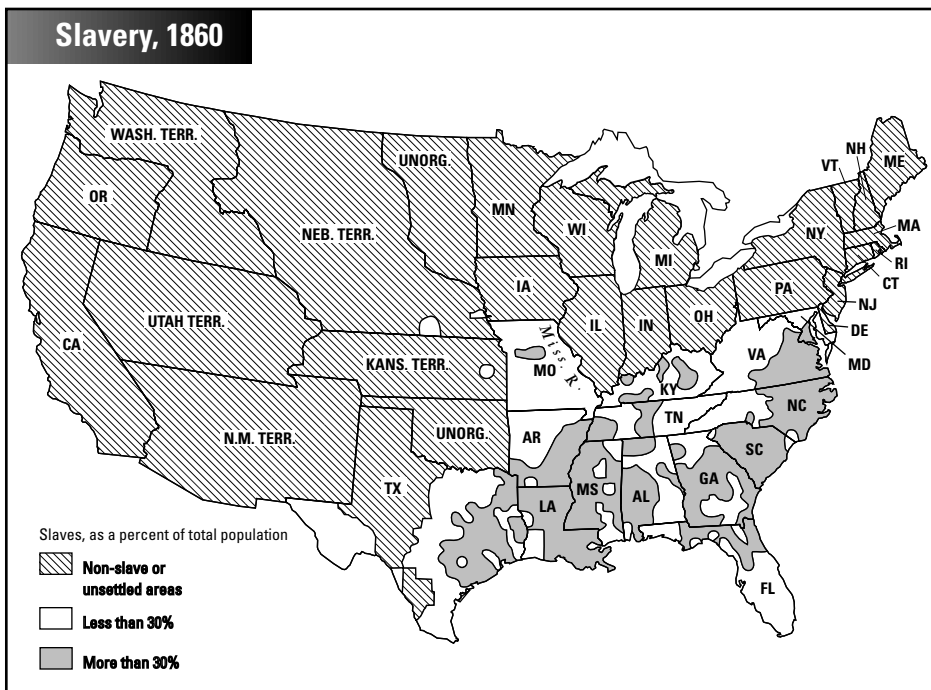 Slavery, 1860
WASH. TERR.
OR
CA
UTAH TERR.
N.M. TERR.
NEB. TERR.
UNORG.
KANS. TERR.
UNORG.
TX
MN
IA
WI
MI
IL
IN
OH
MO
Miss. R.
KY
AR
TN
LA
MS
AL
GA
FL
SC
NC
VA
PA
NY
VT
NH
ME
MA
RI
CT
NJ
DE
MD
Slaves, as a percent of total population
Non-slave or
unsettled areas
Less than 30%
More than 30%